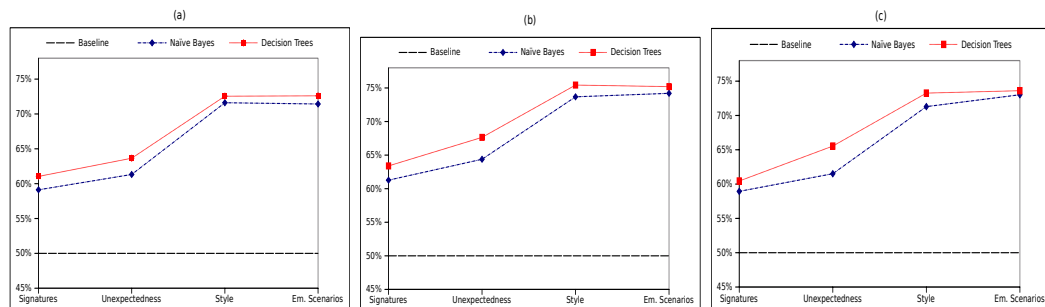 (a)
Baseline Naïve Bayes Decision Trees
75%
70%
65%
60%
55%
50%
45%
Signatures Unexpectedness Style Em. Scenarios
(b)
Baseline Naïve Bayes Decision Trees
75%
70%
65%
60%
55%
50%
45%
Signatures Unexpectedness Style Em. Scenarios
(c)
Baseline Naïve Bayes Decision Trees
75%
70%
65%
60%
55%
50%
45%
Signatures Unexpectedness Style Em. Scenarios